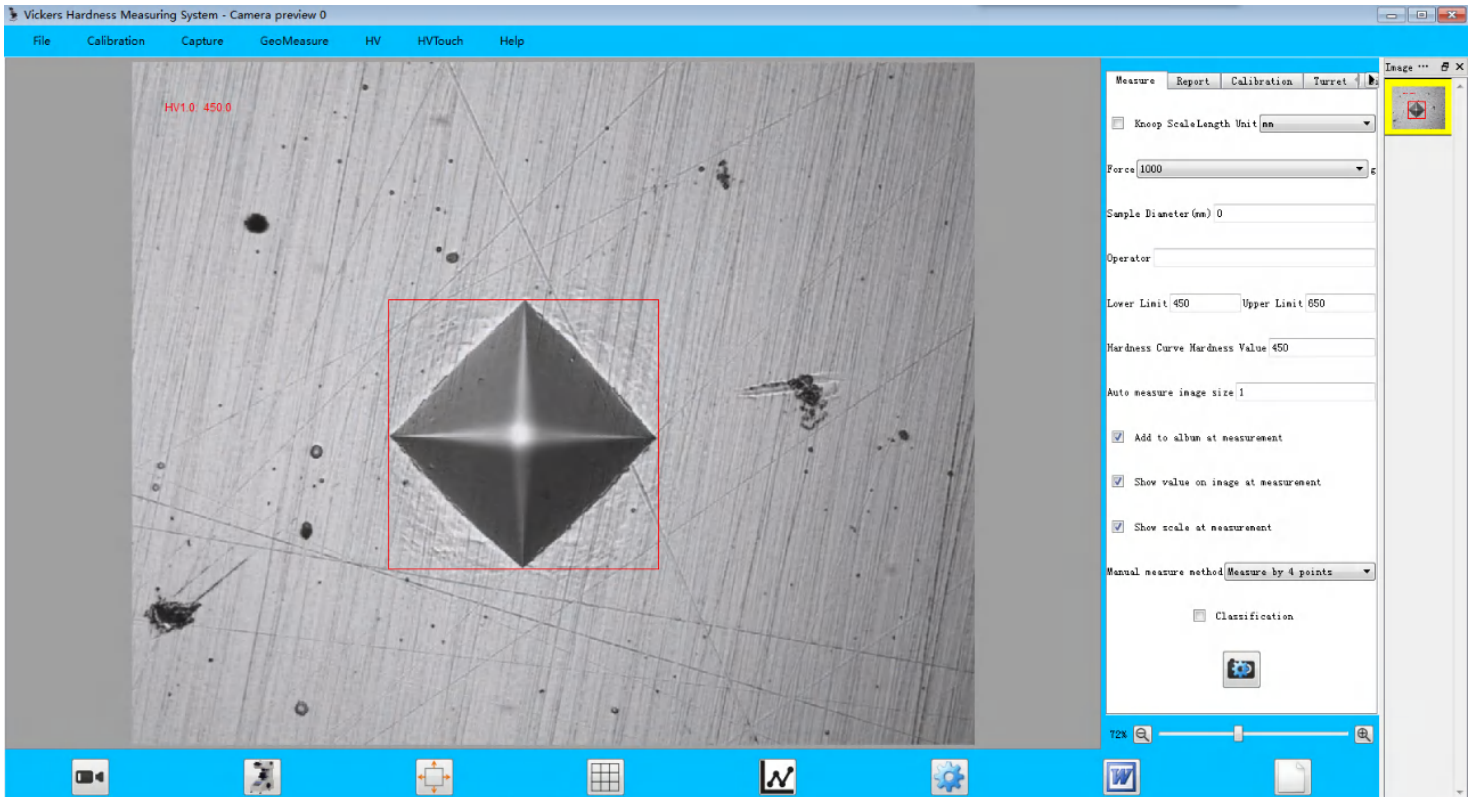 Vickers Hardness Measuring System - Camera preview 0
File Calibration Capture GeoMeasure HV HVTouch Help
Image ...
Measure Report Calibration Turret
HV1.0: 450.0
Knoop Scale Length Unit mm
Force 1000 g
Sample Diameter(mm) 0
Operator
Lower Limit 450 Upper Limit 650
Hardness Curve Hardness Value 450
Auto measure image size 1
Add to album at measurement
Show value on image at measurement
Show scale at measurement
Manual measure method Measure by 4 points
Classification
72%
W